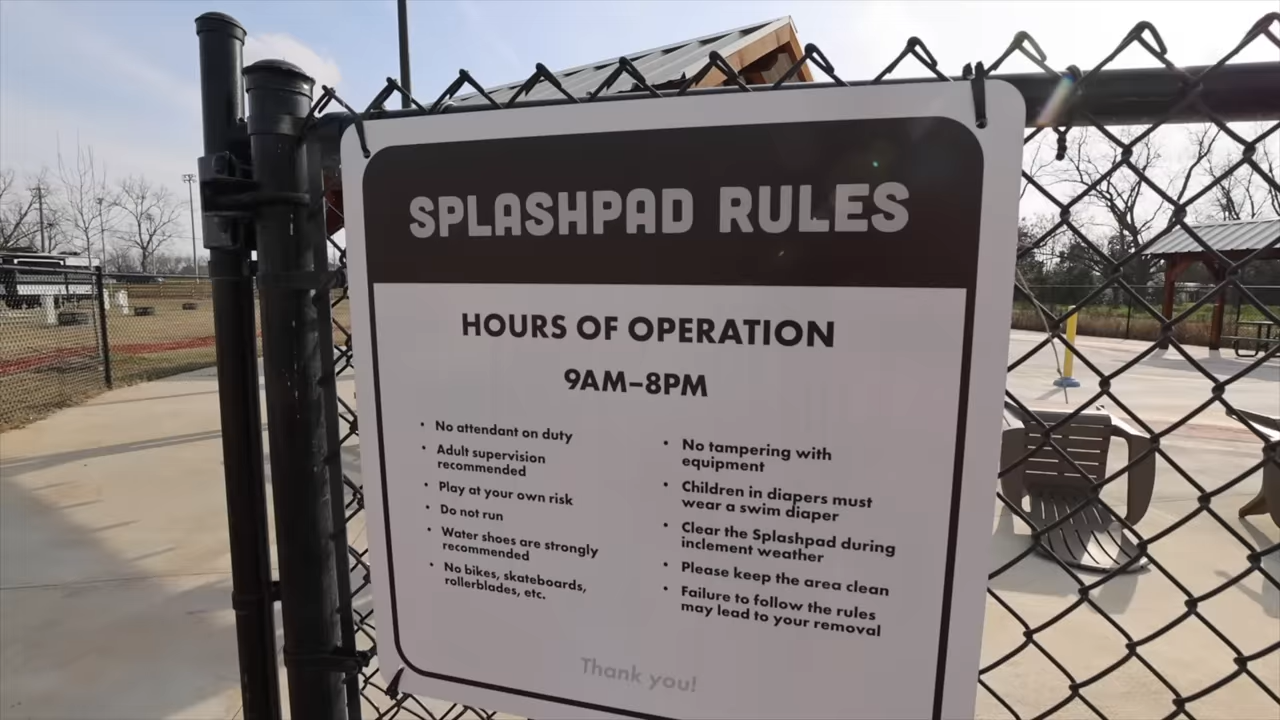 SPLASHPAD RULES
HOURS OF OPERATION
9AM–8PM
• No attendant on duty
• Adult supervision
recommended
• Play at your own risk
• Do not run
• Water shoes are strongly
recommended
• No bikes, skateboards,
rollerblades, etc.
• No tampering with
equipment
• Children in diapers must
wear a swim diaper
• Clear the Splashpad during
inclement weather
• Please keep the area clean
• Failure to follow the rules
may lead to your removal
Thank you!